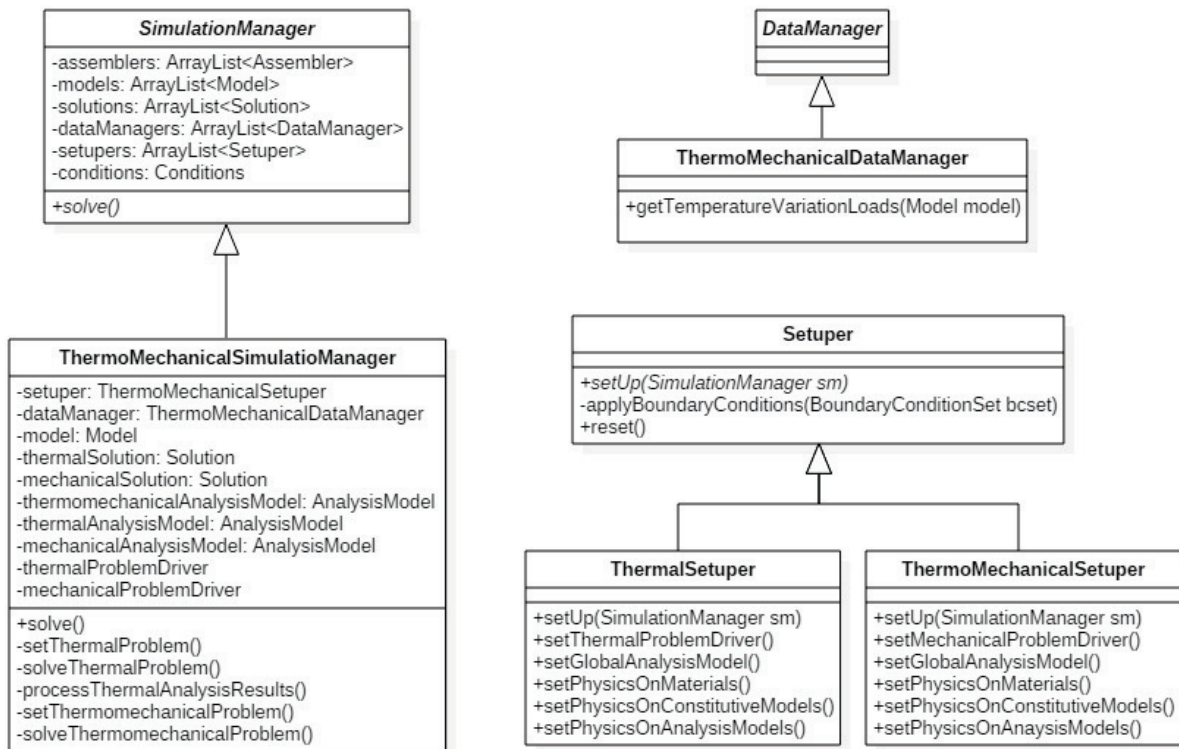 SimulationManager
-assemblers: ArrayList<Assembler>
-models: ArrayList<Model>
-solutions: ArrayList<Solution>
-dataManagers: ArrayList<DataManager>
-setupers: ArrayList<Setuper>
-conditions: Conditions
+solve()
ThermoMechanicalSimulatioManager
-setuper: ThermoMechanicalSetuper
-dataManager: ThermoMechanicalDataManager
-model: Model
-thermalSolution: Solution
-mechanicalSolution: Solution
-thermomechanicalAnalysisModel: AnalysisModel
-thermalAnalysisModel: AnalysisModel
-mechanicalAnalysisModel: AnalysisModel
-thermalProblemDriver
-mechanicalProblemDriver
+solve()
-setThermalProblem()
-solveThermalProblem()
-processThermalAnalysisResults()
-setThermomechanicalProblem()
-solveThermomechanicalProblem()
DataManager
ThermoMechanicalDataManager
+getTemperatureVariationLoads(Model model)
Setuper
+setUp(SimulationManager sm)
-applyBoundaryConditions(BoundaryConditionSet bcset)
+reset()
ThermalSetuper
+setUp(SimulationManager sm)
+setThermalProblemDriver()
+setGlobalAnalysisModel()
+setPhysicsOnMaterials()
+setPhysicsOnConstitutiveModels()
+setPhysicsOnAnalysisModels()
ThermoMechanicalSetuper
+setUp(SimulationManager sm)
+setMechanicalProblemDriver()
+setGlobalAnalysisModel()
+setPhysicsOnMaterials()
+setPhysicsOnConstitutiveModels()
+setPhysicsOnAnaysisModels()